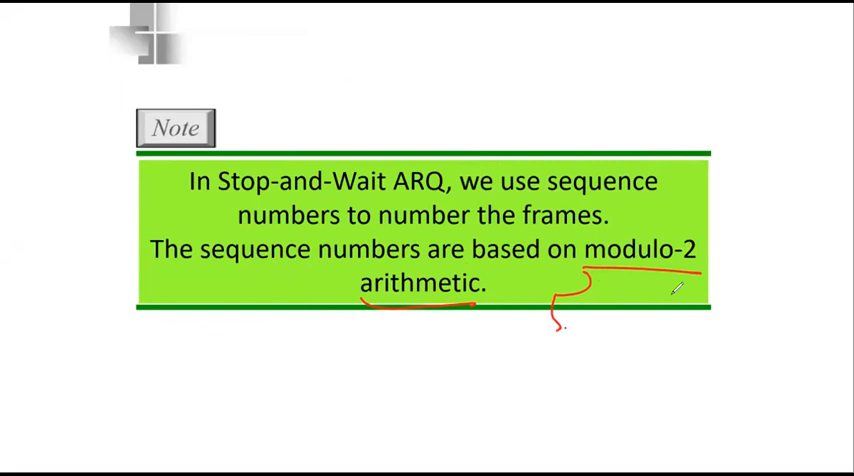 Note
In Stop-and-Wait ARQ, we use sequence
numbers to number the frames.
The sequence numbers are based on modulo-2
arithmetic.